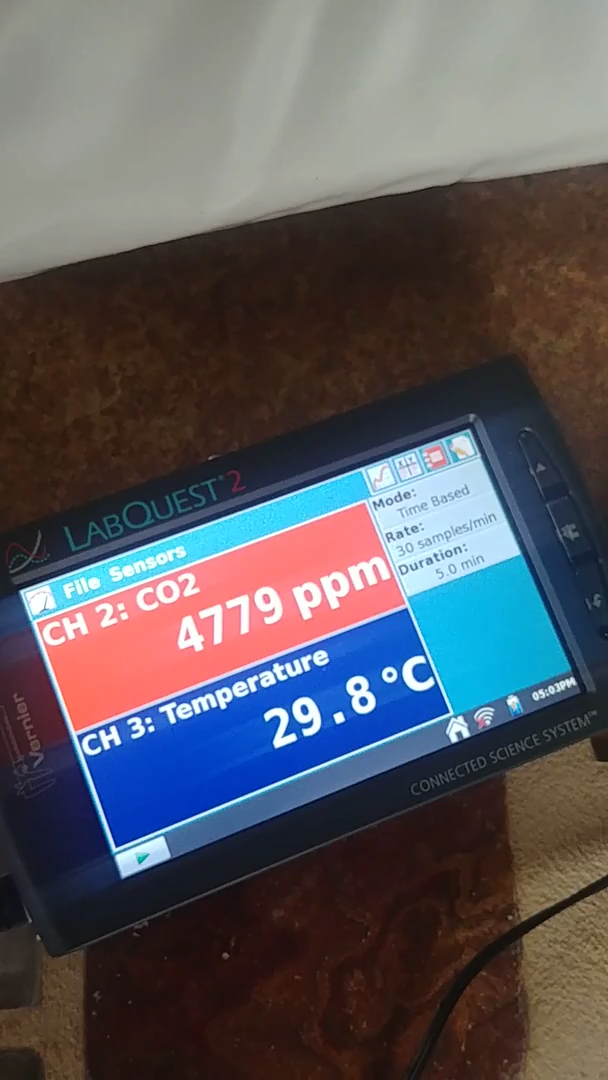 LABQUEST 2
File Sensors
CH 2: CO2
4779 ppm
CH 3: Temperature
29.8 °C
Mode:
Time Based
Rate:
30 samples/min
Duration:
5.0 min
05:03PM
Vernier
CONNECTED SCIENCE SYSTEM™